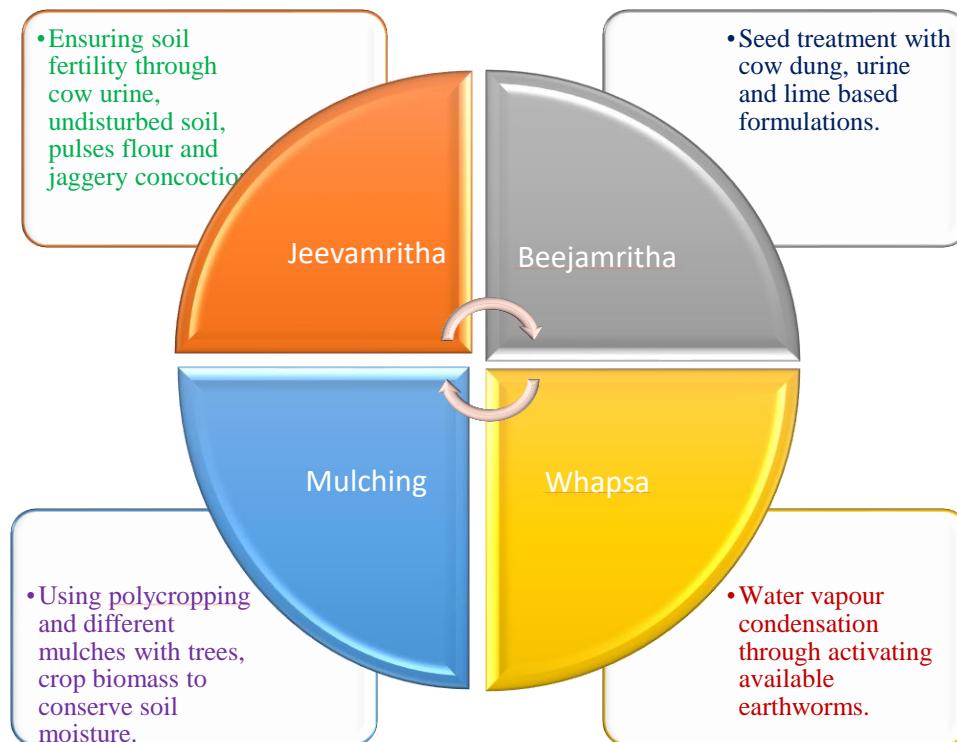 •Ensuring soil
fertility through
cow urine,
undisturbed soil,
pulses flour and
jaggery concoction
•Seed treatment with
cow dung, urine
and lime based
formulations.
Jeevamritha
Beejamritha
Mulching
Whapsa
•Using polycropping
and different
mulches with trees,
crop biomass to
conserve soil
moisture.
•Water vapour
condensation
through activating
available
earthworms.